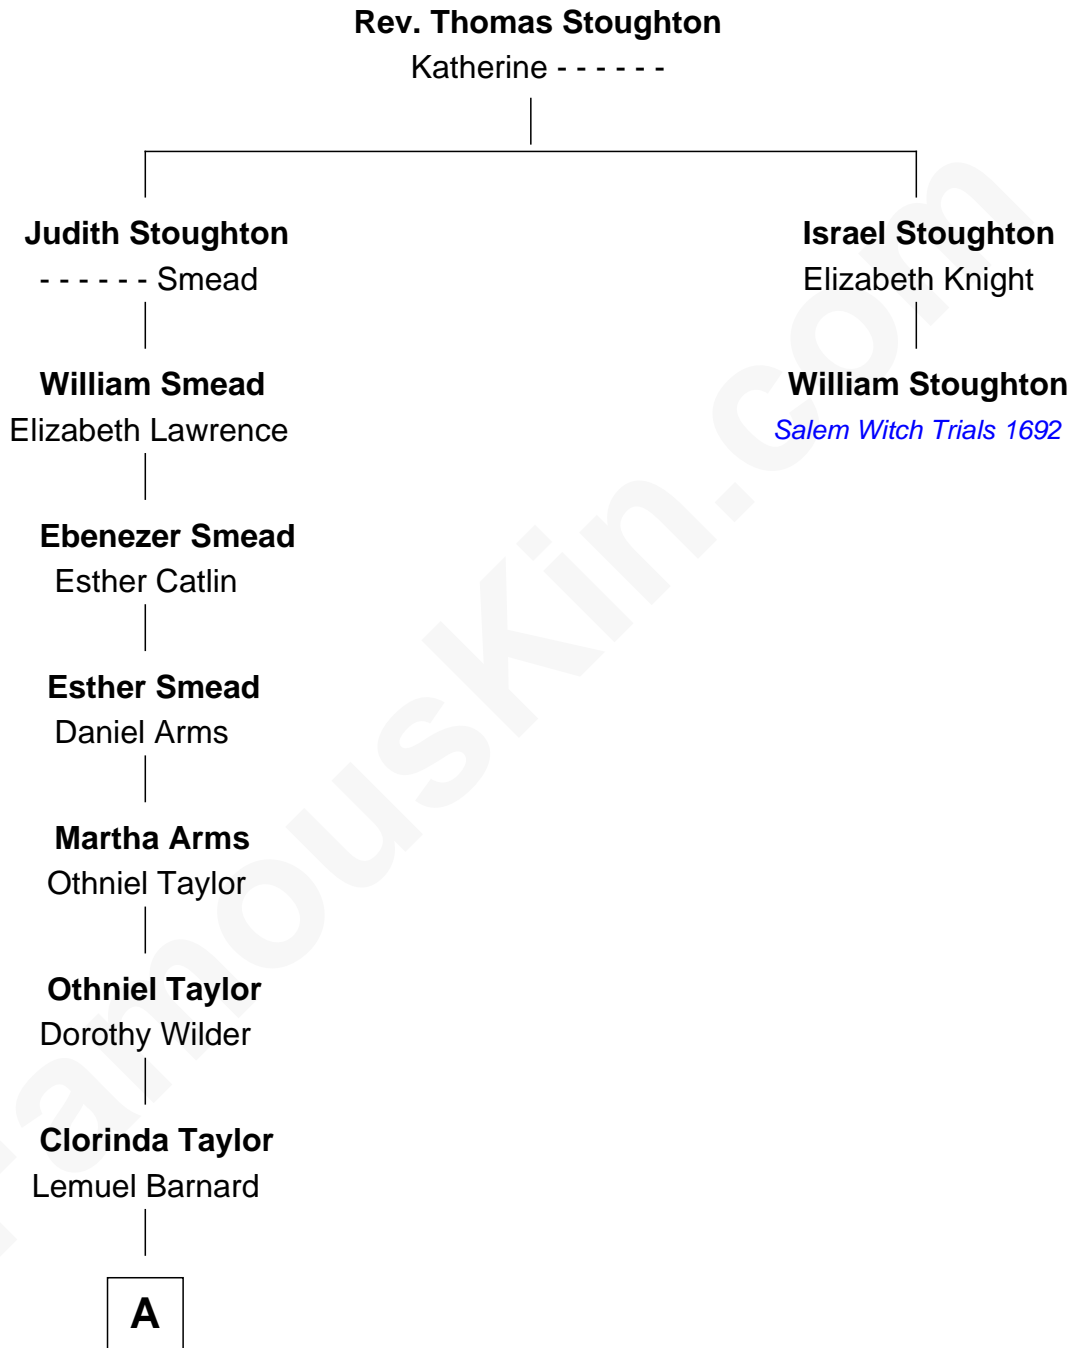 Rev. Thomas Stoughton
Katherine - - - - - -
Judith Stoughton
- - - - - - Smead
Israel Stoughton
Elizabeth Knight
William Smead
Elizabeth Lawrence
William Stoughton
Salem Witch Trials 1692
Ebenezer Smead
Esther Catlin
Esther Smead
Daniel Arms
Martha Arms
Othniel Taylor
Othniel Taylor
Dorothy Wilder
Clorinda Taylor
Lemuel Barnard
A
FamousKin.com